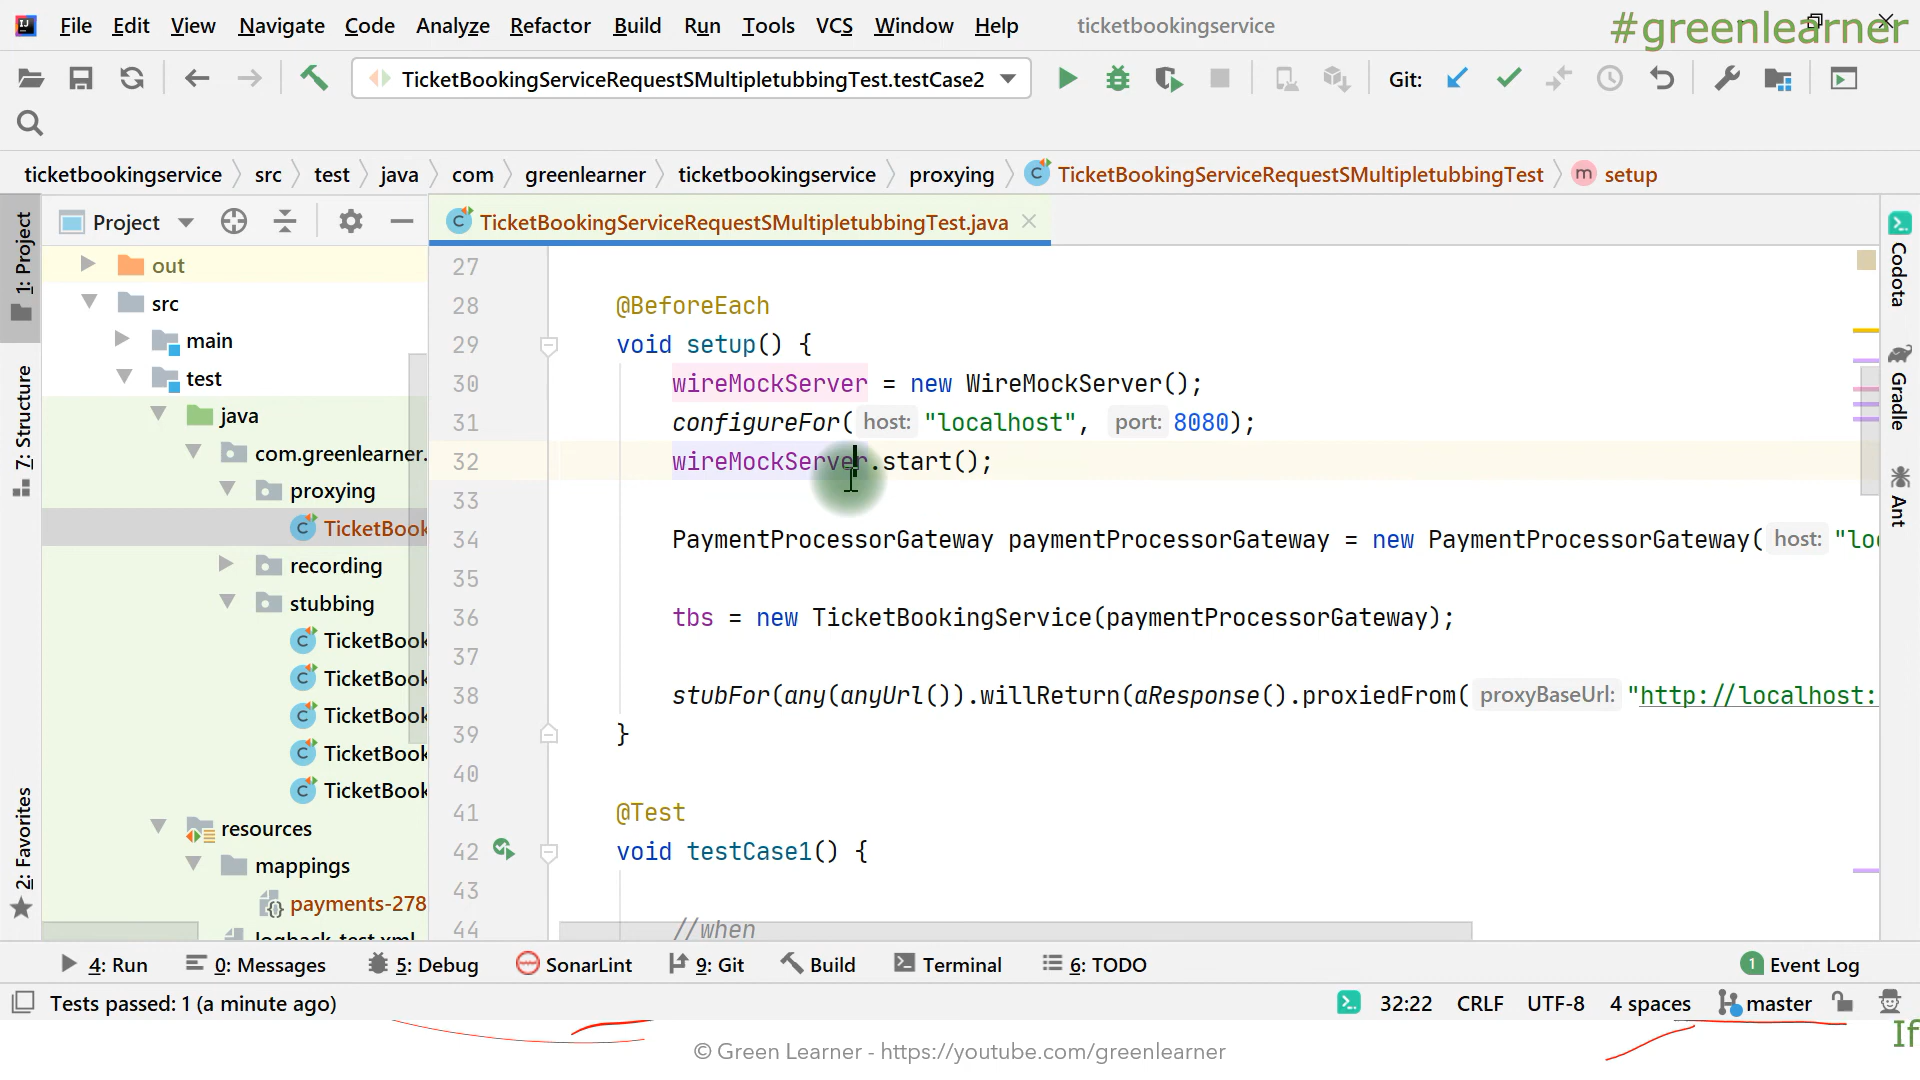 File Edit View Navigate Code Analyze Refactor Build Run Tools VCS Window Help ticketbookingservice
#greenlearner
TicketBookingServiceRequestSMultipletubbingTest.testCase2
Git:
ticketbookingservice src test java com greenlearner ticketbookingservice proxying TicketBookingServiceRequestSMultipletubbingTest setup
1: Project
7: Structure
2: Favorites
Project
out
src
main
test
java
com.greenlearner.
proxying
TicketBook
recording
stubbing
TicketBook
TicketBook
TicketBook
TicketBook
TicketBook
resources
mappings
payments-278
logback-test.xml
TicketBookingServiceRequestSMultipletubbingTest.java
27
28 @BeforeEach
29 void setup() {
30 wireMockServer = new WireMockServer();
31 configureFor( host: "localhost", port: 8080);
32 wireMockServer.start();
33
34 PaymentProcessorGateway paymentProcessorGateway = new PaymentProcessorGateway( host: "lo
35
36 tbs = new TicketBookingService(paymentProcessorGateway);
37
38 stubFor(any(anyUrl()).willReturn(aResponse().proxiedFrom( proxyBaseUrl: "http://localhost:
39 }
40
41 @Test
42 void testCase1() {
43
44 //when
Codota
Gradle
Ant
4: Run 0: Messages 5: Debug SonarLint 9: Git Build Terminal 6: TODO 1 Event Log
Tests passed: 1 (a minute ago) 32:22 CRLF UTF-8 4 spaces master
If
© Green Learner - https://youtube.com/greenlearner